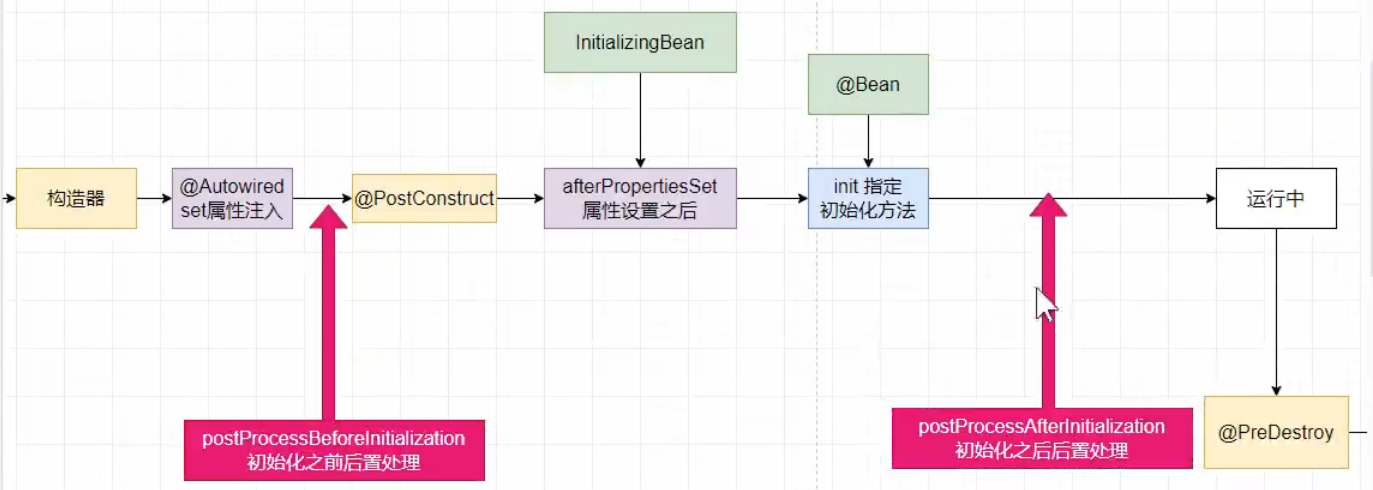 InitializingBean
@Bean
构造器
@Autowired
set属性注入
@PostConstruct
afterPropertiesSet
属性设置之后
init 指定
初始化方法
运行中
postProcessBeforeInitialization
初始化之前后置处理
postProcessAfterInitialization
初始化之后后置处理
@PreDestroy